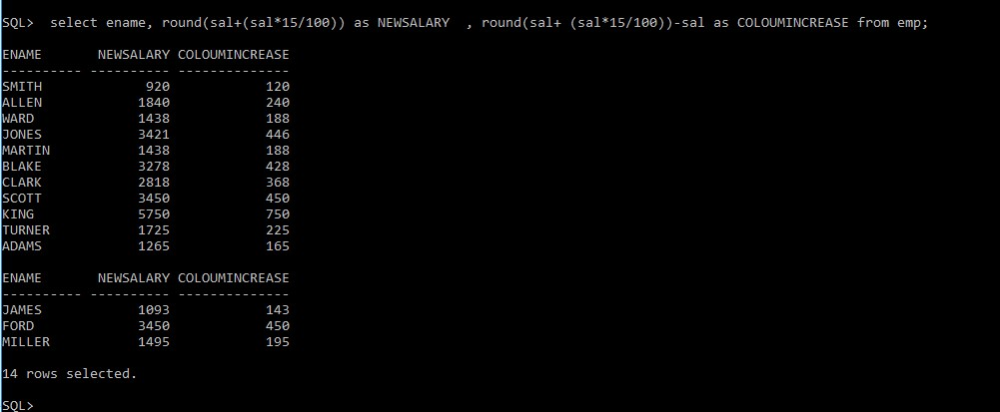 SQL>  select ename, round(sal+(sal*15/100)) as NEWSALARY  , round(sal+ (sal*15/100))-sal as COLOUMINCREASE from emp;
ENAME       NEWSALARY COLOUMINCREASE
---------- ---------- --------------
SMITH             920            120
ALLEN            1840            240
WARD             1438            188
JONES            3421            446
MARTIN           1438            188
BLAKE            3278            428
CLARK            2818            368
SCOTT            3450            450
KING             5750            750
TURNER           1725            225
ADAMS            1265            165
ENAME       NEWSALARY COLOUMINCREASE
---------- ---------- --------------
JAMES            1093            143
FORD             3450            450
MILLER           1495            195
14 rows selected.
SQL>